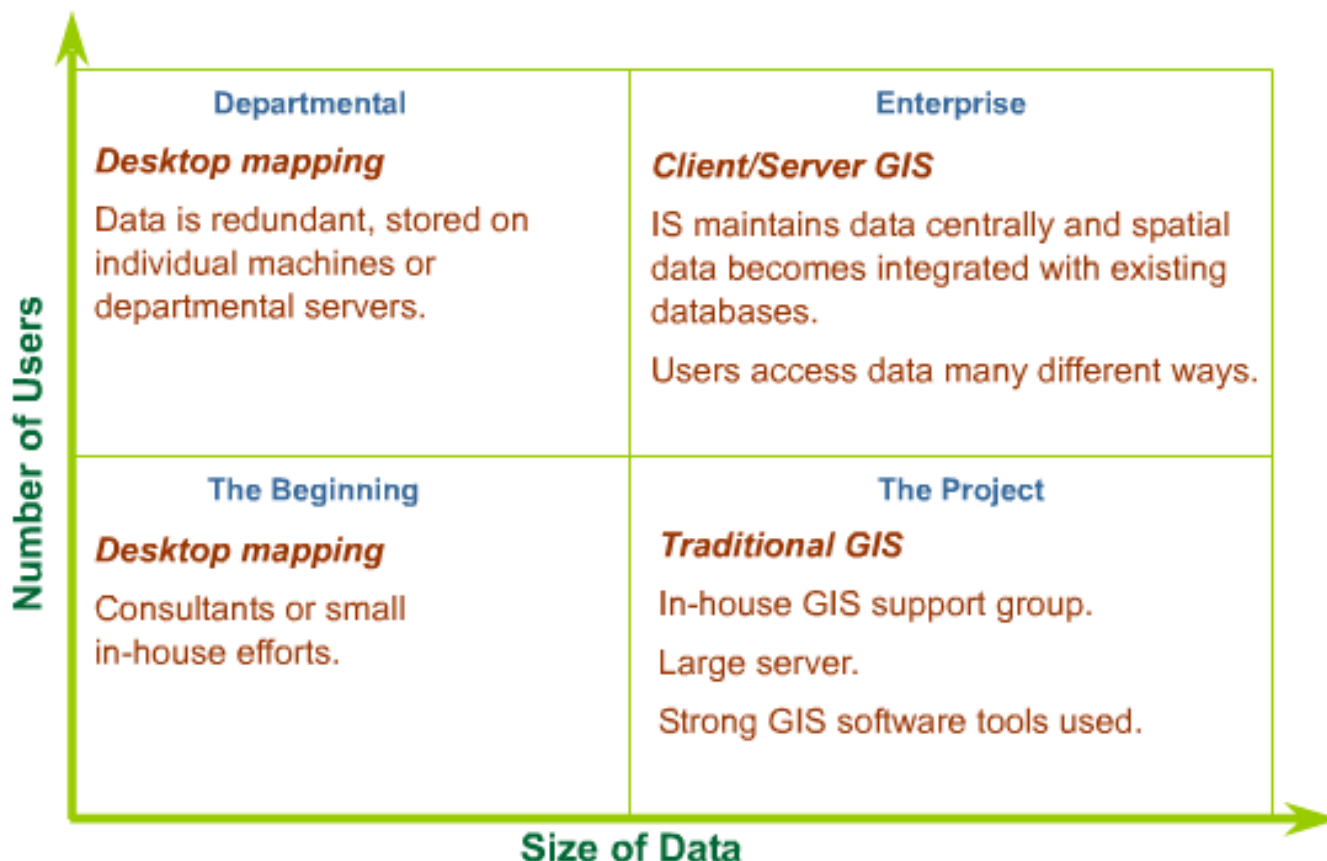 Number of Users
Departmental
Desktop mapping
Data is redundant, stored on
individual machines or
departmental servers.
Enterprise
Client/Server GIS
IS maintains data centrally and spatial
data becomes integrated with existing
databases.
Users access data many different ways.
The Beginning
Desktop mapping
Consultants or small
in-house efforts.
The Project
Traditional GIS
In-house GIS support group.
Large server.
Strong GIS software tools used.
Size of Data